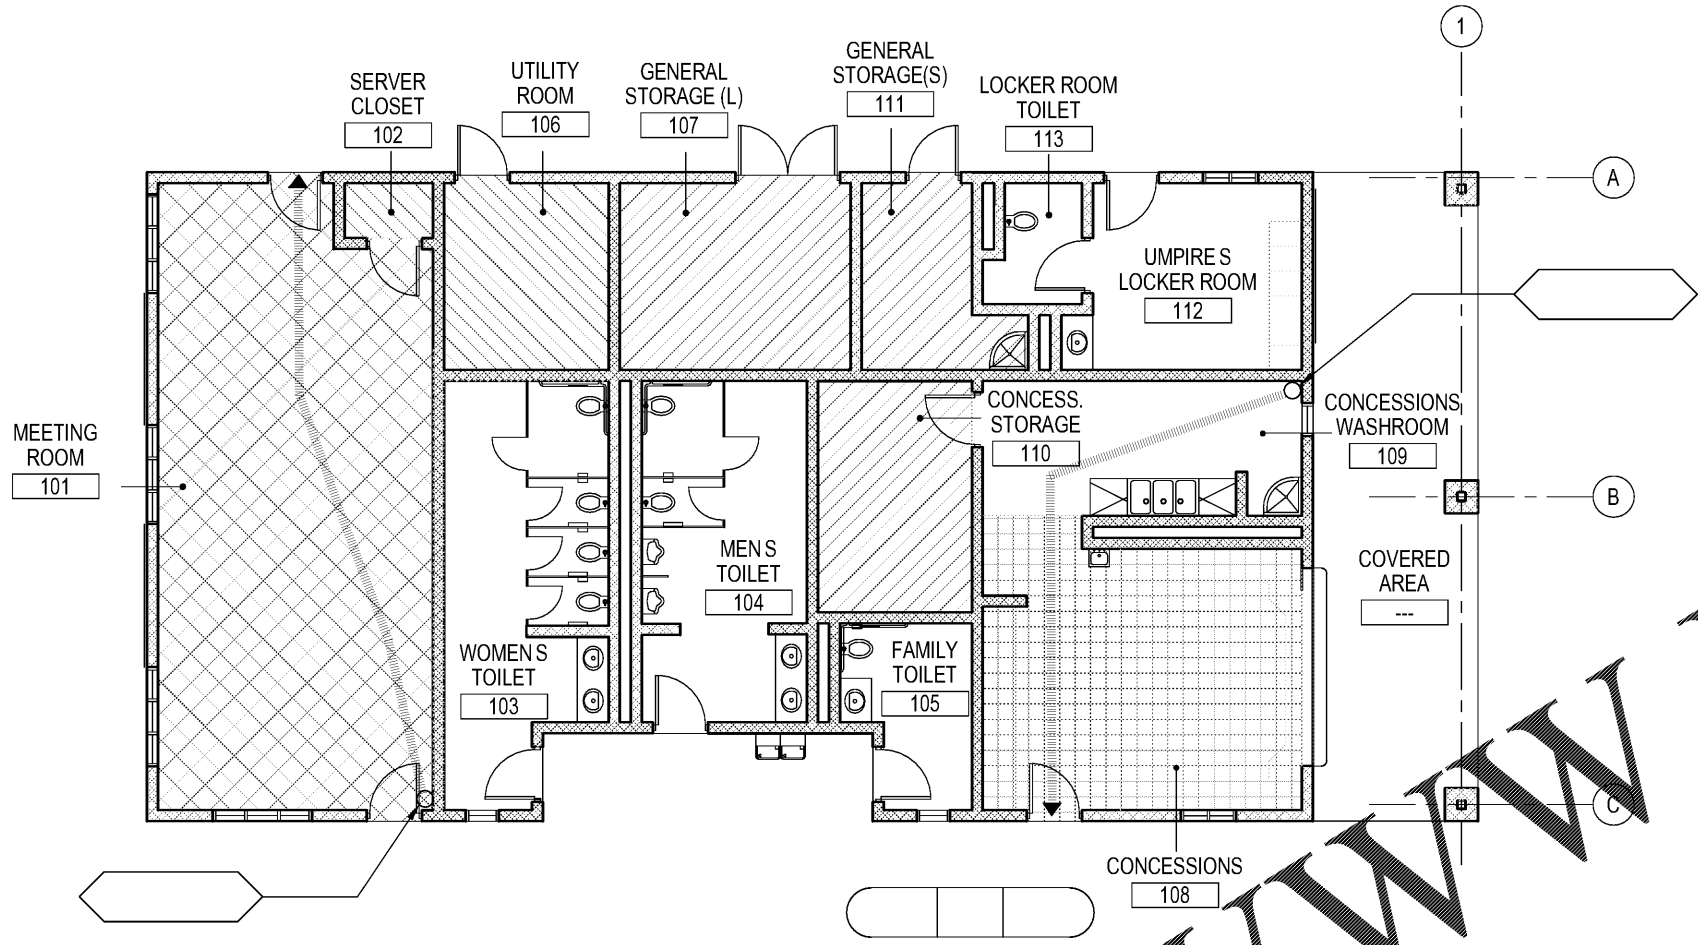 1
GENERAL
STORAGE(S)
111
UTILITY
ROOM
106
GENERAL
STORAGE (L)
107
SERVER
CLOSET
102
LOCKER ROOM
TOILET
113
A
UMPIRE S
LOCKER ROOM
112
CONCESS.
STORAGE
110
CONCESSIONS
WASHROOM
109
MEETING
ROOM
101
B
MEN S
TOILET
104
COVERED
AREA
---
WOMEN S
TOILET
103
FAMILY
TOILET
105
C
CONCESSIONS
108
WWW